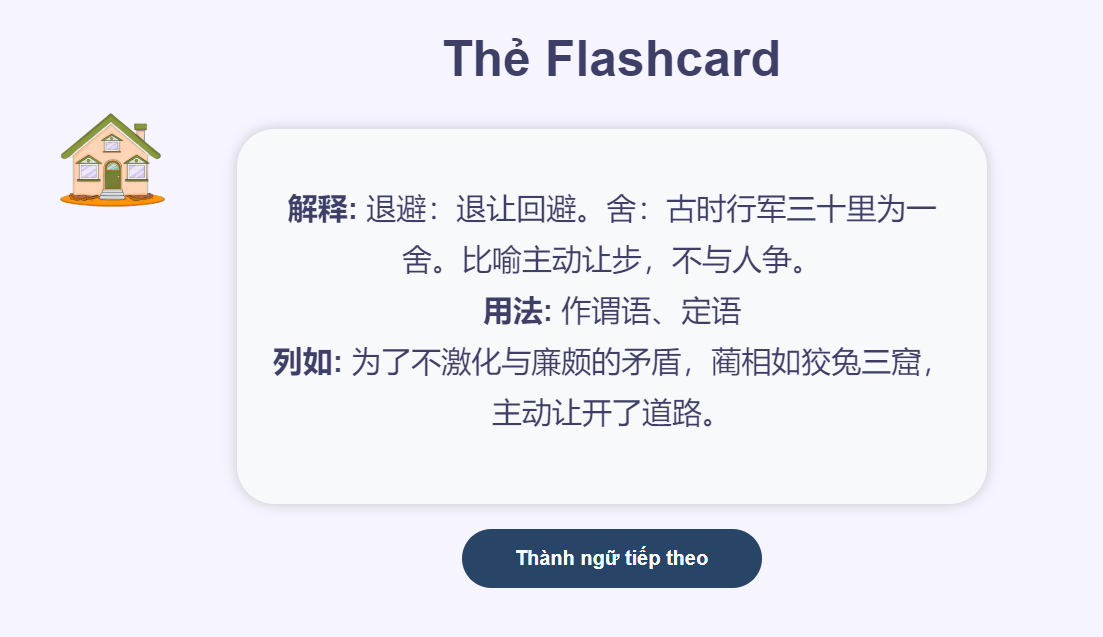 Thẻ Flashcard
解释: 退避：退让回避。舍：古时行军三十里为一
舍。比喻主动让步，不与人争。
用法: 作谓语、定语
列如: 为了不激化与廉颇的矛盾，蔺相如狡兔三窟，
主动让开了道路。
Thành ngữ tiếp theo